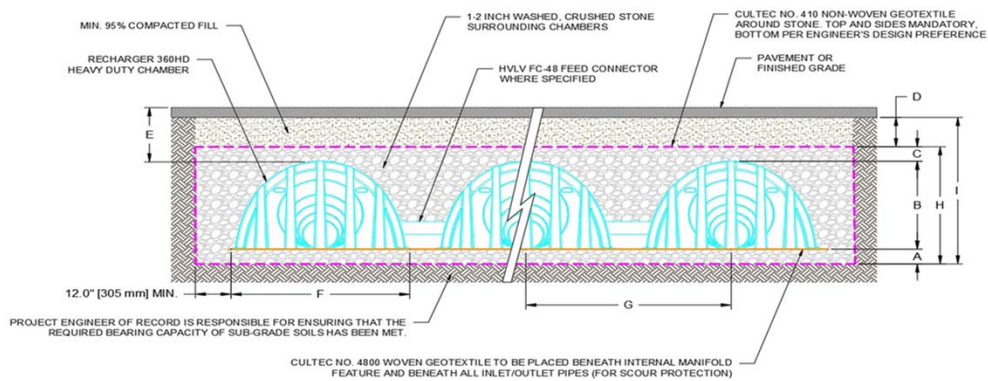 MIN. 95% COMPACTED FILL
1-2 INCH WASHED, CRUSHED STONE
SURROUNDING CHAMBERS
CULTEC NO. 410 NON-WOVEN GEOTEXTILE
AROUND STONE. TOP AND SIDES MANDATORY,
BOTTOM PER ENGINEER'S DESIGN PREFERENCE
RECHARGER 360HD
HEAVY DUTY CHAMBER
HVLV FC-48 FEED CONNECTOR
WHERE SPECIFIED
PAVEMENT OR
FINISHED GRADE
D
E
C
B
H
I
A
12.0" [305 mm] MIN.
F
G
PROJECT ENGINEER OF RECORD IS RESPONSIBLE FOR ENSURING THAT THE
REQUIRED BEARING CAPACITY OF SUB-GRADE SOILS HAS BEEN MET.
CULTEC NO. 4800 WOVEN GEOTEXTILE TO BE PLACED BENEATH INTERNAL MANIFOLD
FEATURE AND BENEATH ALL INLET/OUTLET PIPES (FOR SCOUR PROTECTION)